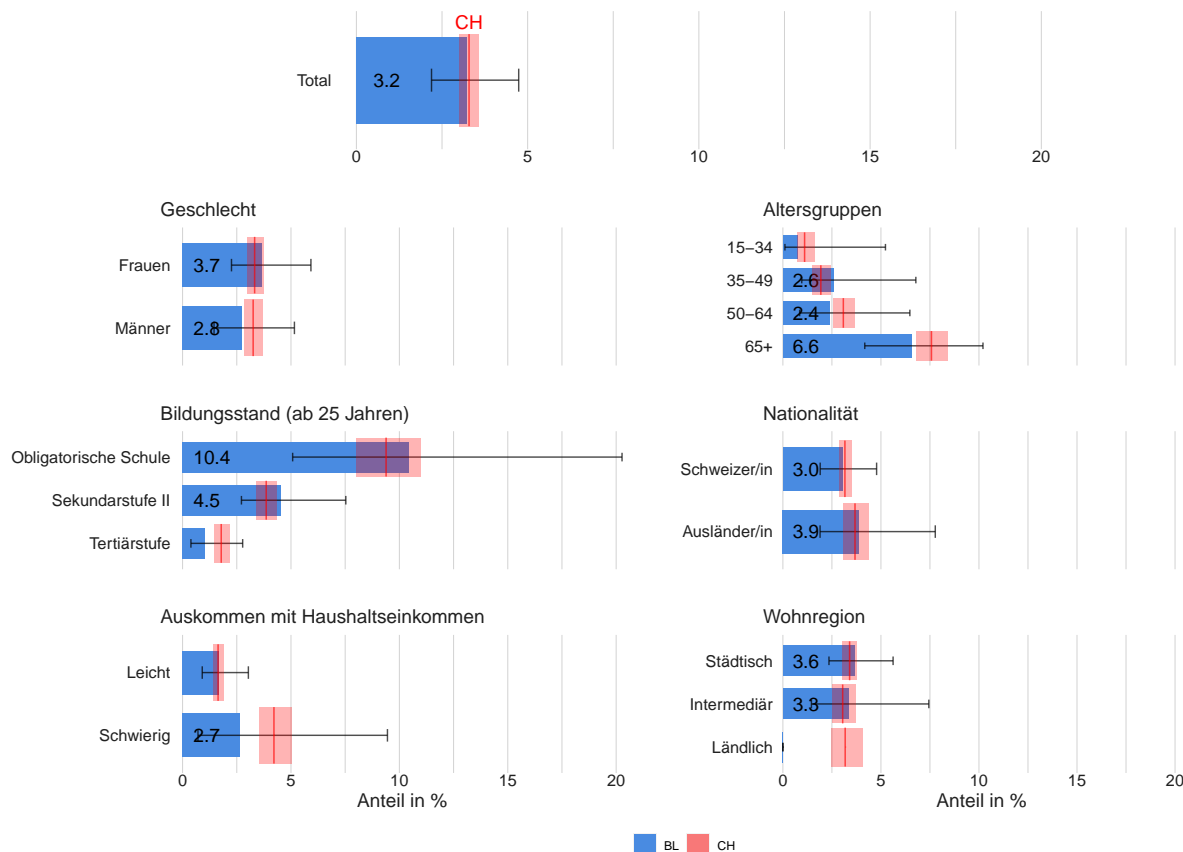 CH
Total
3.2
0 5 10 15 20
Geschlecht
Frauen
3.7
Männer
2.8
Altersgruppen
15–34
35–49
2.6
50–64
2.4
65+
6.6
Bildungsstand (ab 25 Jahren)
Obligatorische Schule
10.4
Sekundarstufe II
4.5
Tertiärstufe
Nationalität
Schweizer/in
3.0
Ausländer/in
3.9
Auskommen mit Haushaltseinkommen
Leicht
Schwierig
2.7
0 5 10 15 20
Anteil in %
Wohnregion
Städtisch
3.6
Intermediär
3.3
Ländlich
0 5 10 15 20
Anteil in %
BL CH